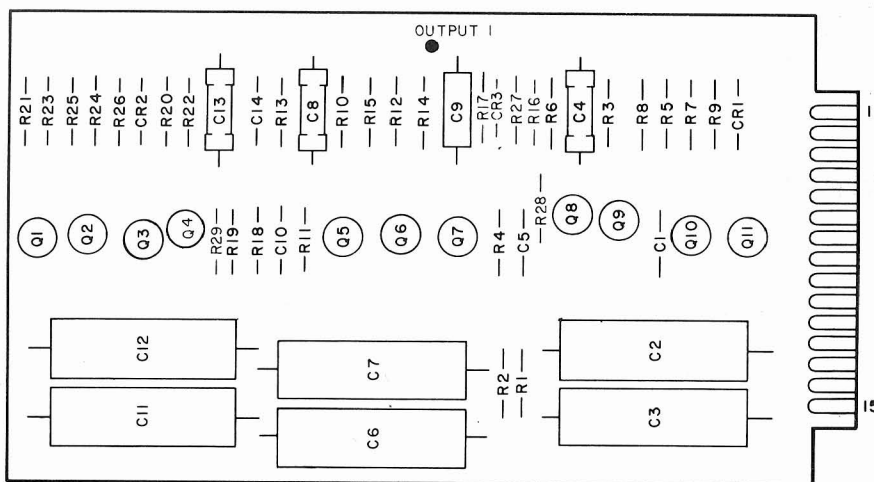 OUTPUT 1
R21 R23 R25 R24 R26 CR2 R20 R22 C13 C14 R13 C8 R10 R15 R12 R14 C9 R17 CR3 R27 R16 R6 C4 R3 R8 R5 R7 R9 CR1 1
Q1 Q2 Q3 Q4 R29 R19 R18 C10 R11 Q5 Q6 Q7 R4 C5 R28 Q8 Q9 C1 Q10 Q11
C12 C7 R2 R1 C2
C11 C6 C3 15